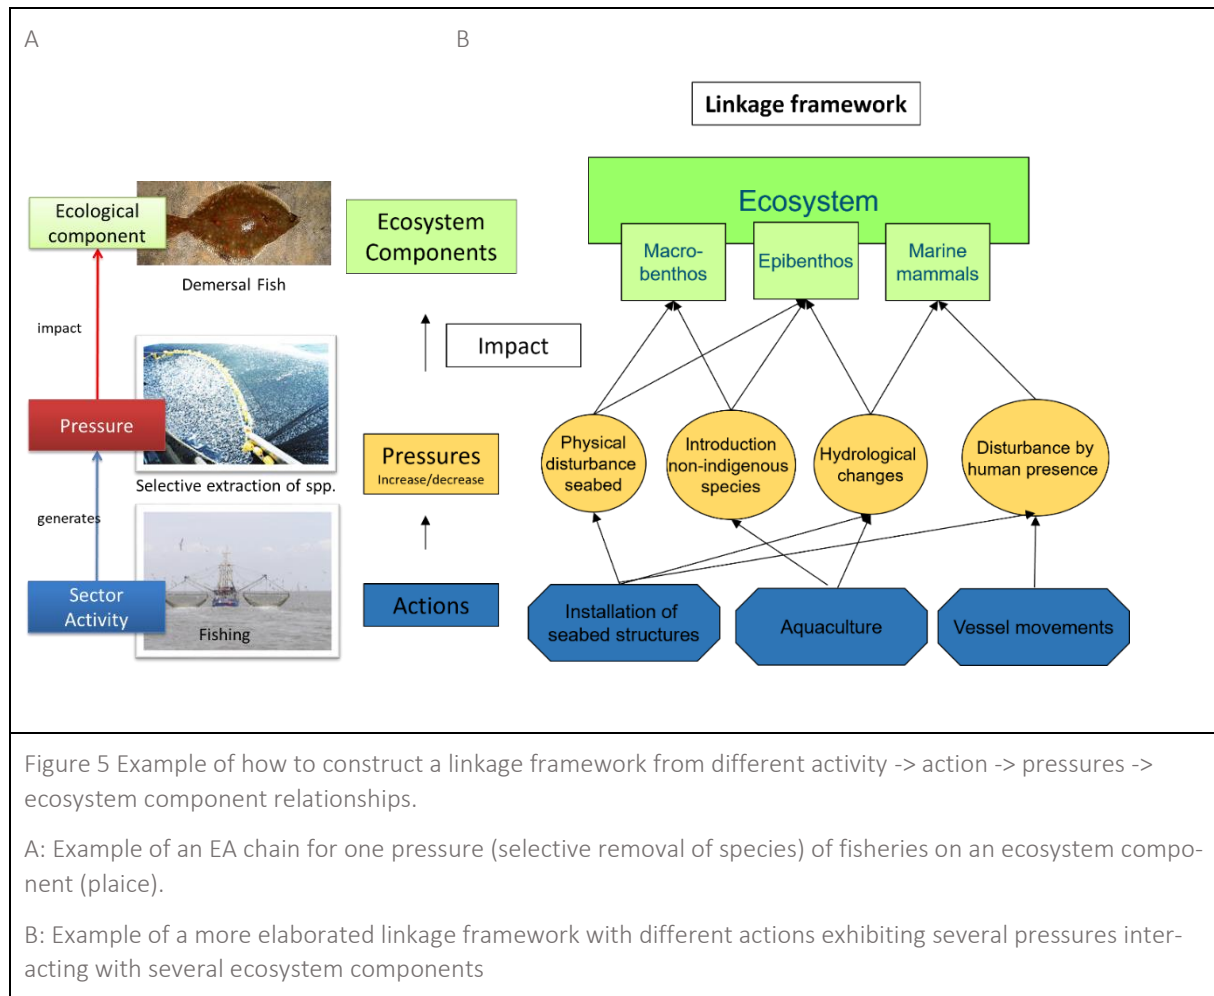 A
B
Linkage framework
Ecological
component
Demersal Fish
impact
Pressure
Selective extraction of spp.
generates
Sector
Activity
Fishing
Ecosystem
Components
Impact
Pressures
Increase/decrease
Actions
Ecosystem
Macro-
benthos
Epibenthos
Marine
mammals
Physical
disturbance
seabed
Introduction
non-indigenous
species
Hydrological
changes
Disturbance by
human presence
Installation of
seabed structures
Aquaculture
Vessel movements
Figure 5 Example of how to construct a linkage framework from different activity -> action -> pressures ->
ecosystem component relationships.
A: Example of an EA chain for one pressure (selective removal of species) of fisheries on an ecosystem compo-
nent (plaice).
B: Example of a more elaborated linkage framework with different actions exhibiting several pressures inter-
acting with several ecosystem components